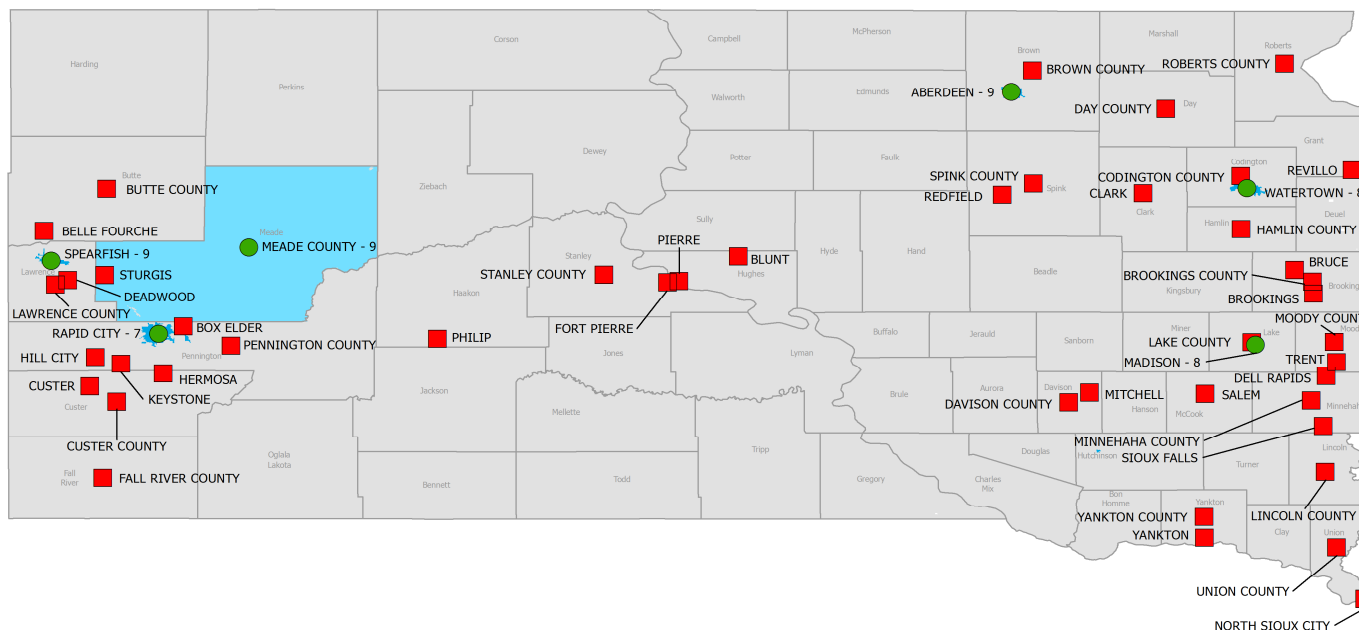 Corson
Campbell
McPherson
Marshall
Roberts
Harding
Brown
ROBERTS COUNTY
BROWN COUNTY
Perkins
Walworth
Edmunds
ABERDEEN - 9
Day
DAY COUNTY
Grant
Dewey
Potter
Faulk
Codington
REVILLO
Butte
SPINK COUNTY
CODINGTON COUNTY
BUTTE COUNTY
Ziebach
Spink
REDFIELD
CLARK
WATERTOWN - 8
Clark
Deuel
Sully
Hamlin
HAMLIN COUNTY
BELLE FOURCHE
Meade
PIERRE
MEADE COUNTY - 9
Hyde
Hand
SPEARFISH - 9
Stanley
BLUNT
BRUCE
Lawrence
STURGIS
STANLEY COUNTY
Hughes
Beadle
BROOKINGS COUNTY
Kingsbury
Brooking
DEADWOOD
Haakon
BROOKINGS
LAWRENCE COUNTY
MOODY COUN
RAPID CITY - 7
BOX ELDER
FORT PIERRE
Buffalo
Jerauld
Miner
Lake
Mood
PHILIP
Sanborn
LAKE COUNTY
PENNINGTON COUNTY
Jones
Lyman
HILL CITY
Pennington
MADISON - 8
TRENT
HERMOSA
DELL RAPIDS
CUSTER
Jackson
Brule
Aurora
Davison
MITCHELL
SALEM
KEYSTONE
DAVISON COUNTY
Hanson
McCook
Minneha
Custer
Mellette
CUSTER COUNTY
MINNEHAHA COUNTY
Tripp
Douglas
Hutchinson
SIOUX FALLS
Lincoln
Oglala
Lakota
Turner
Fall
River
FALL RIVER COUNTY
Bennett
Todd
Gregory
Charles
Mix
Bon
Homme
Yankton
YANKTON COUNTY
LINCOLN COUNTY
YANKTON
Clay
Union
UNION COUNTY
NORTH SIOUX CITY